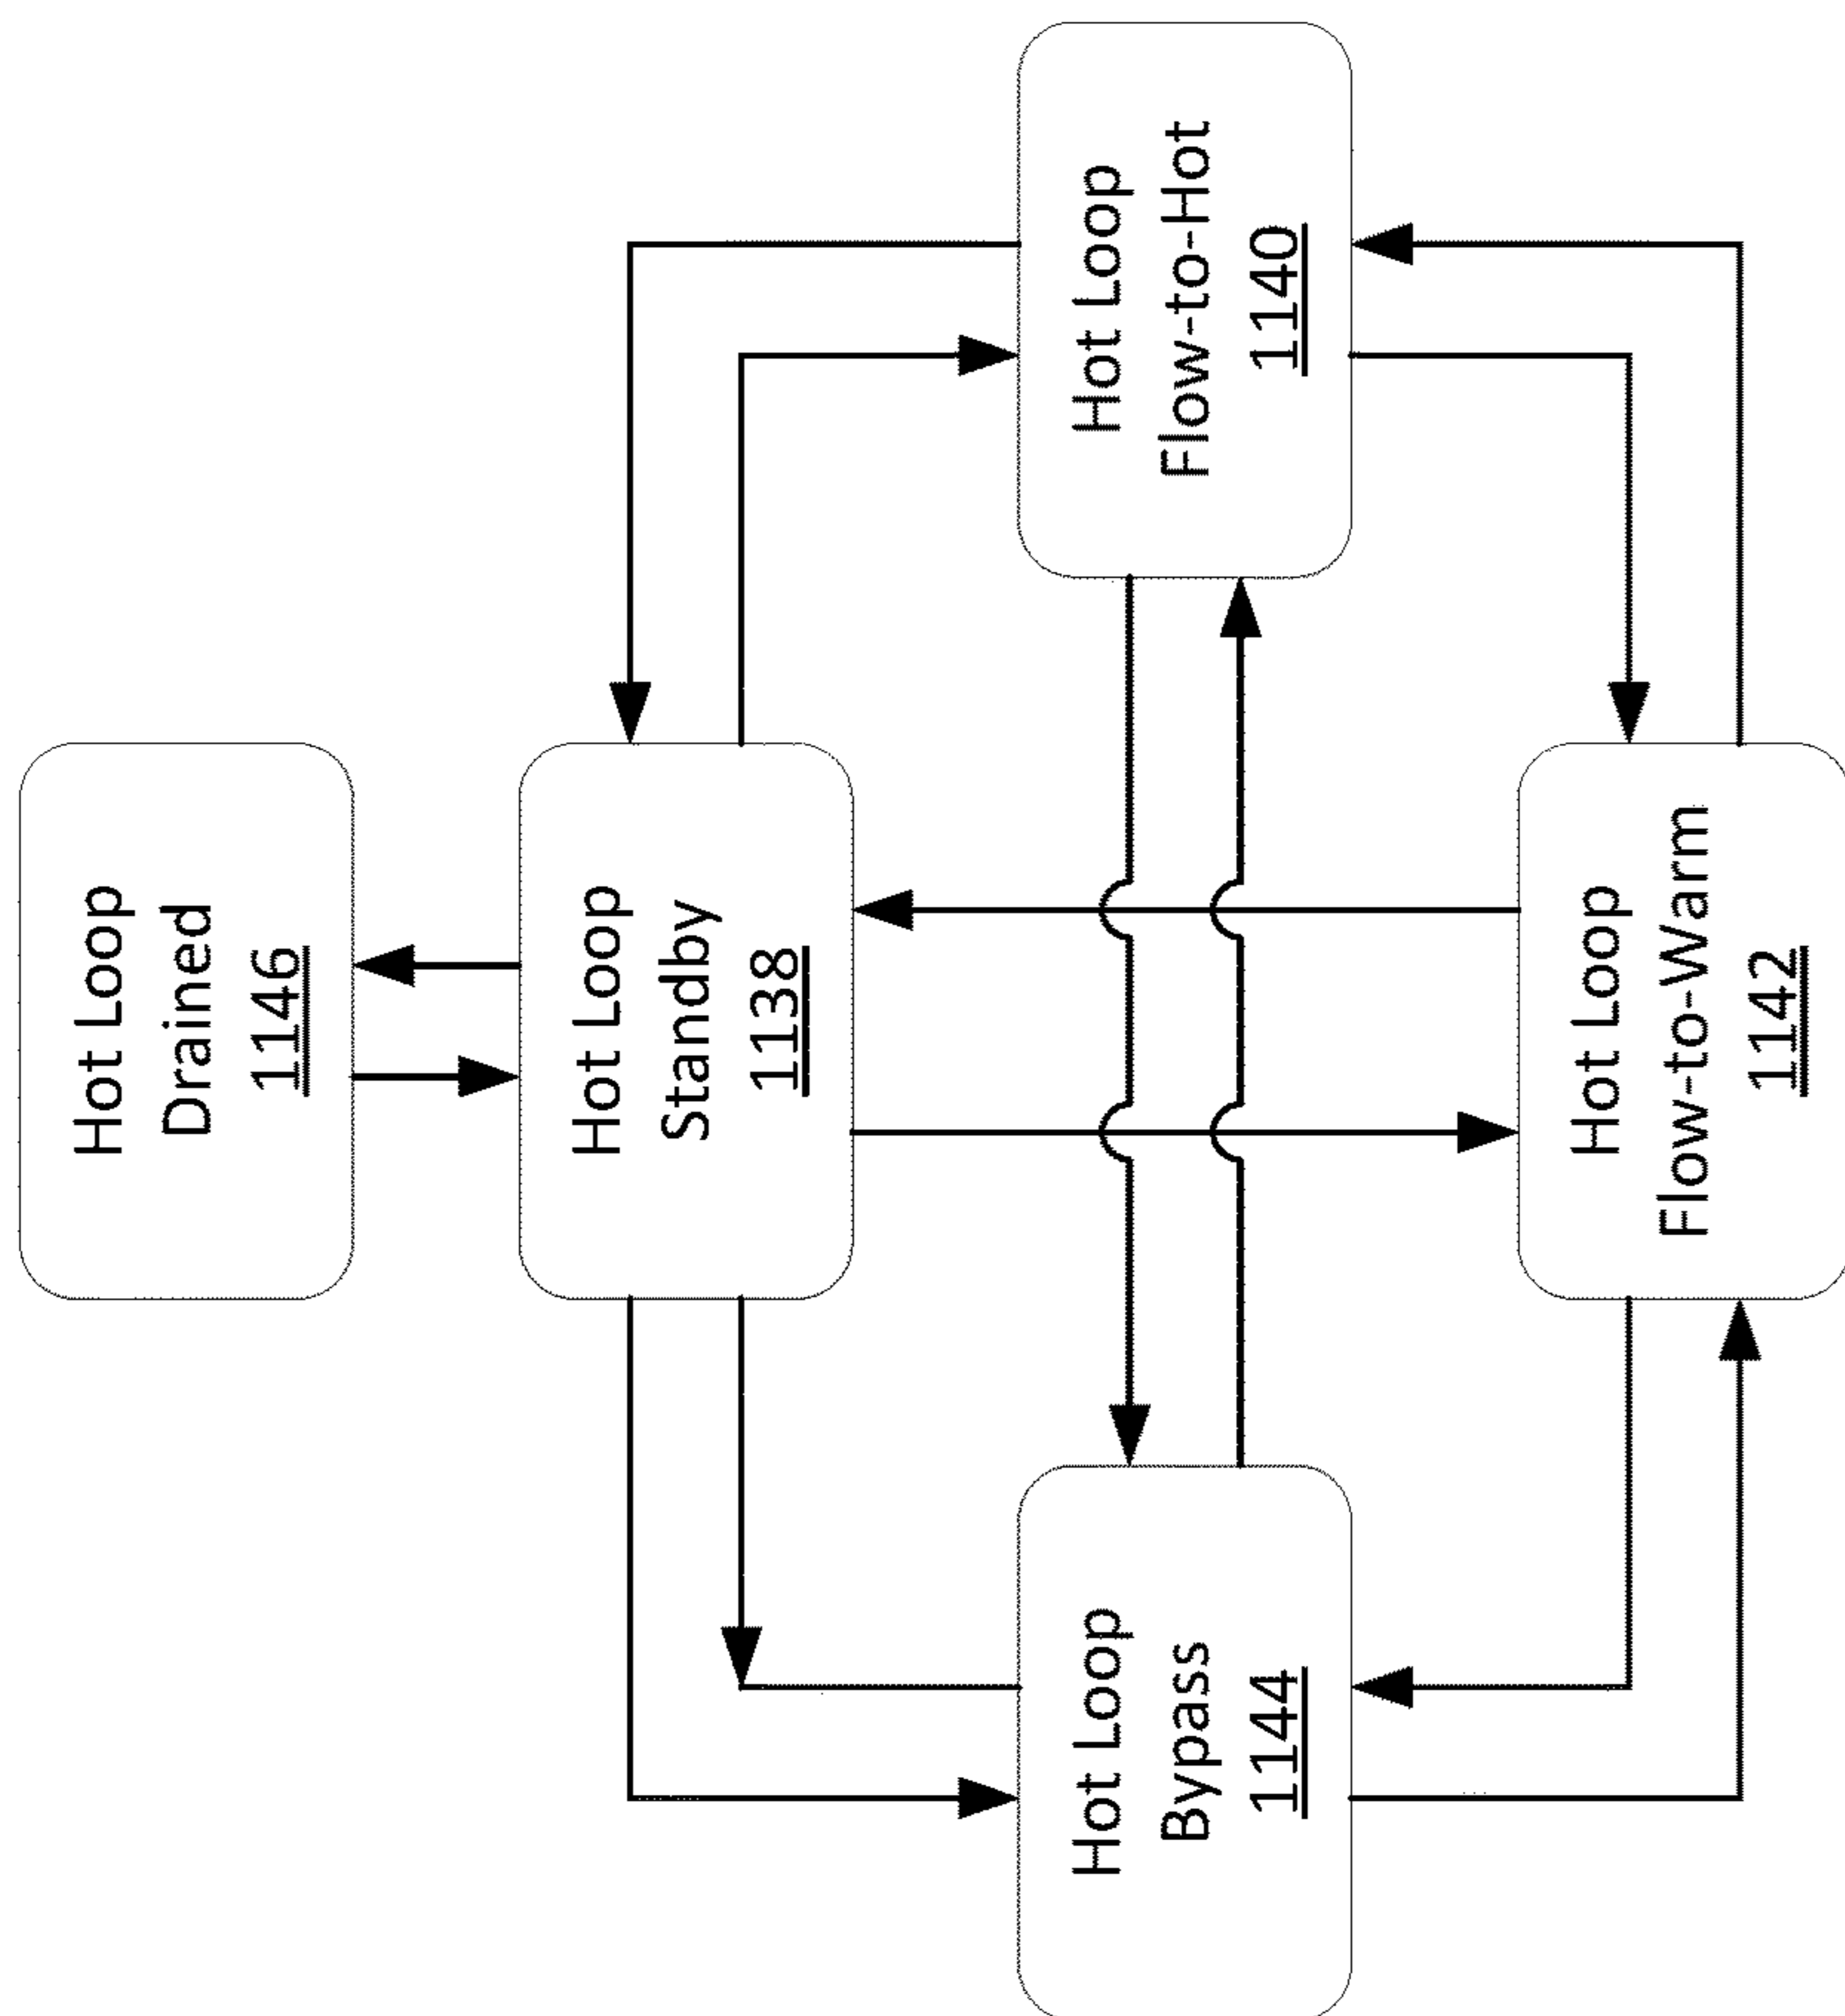 Hot Loop
Drained
1146
Hot Loop
Standby
1138
Hot Loop
Bypass
1144
Hot Loop
Flow-to-Hot
1140
Hot Loop
Flow-to-Warm
1142